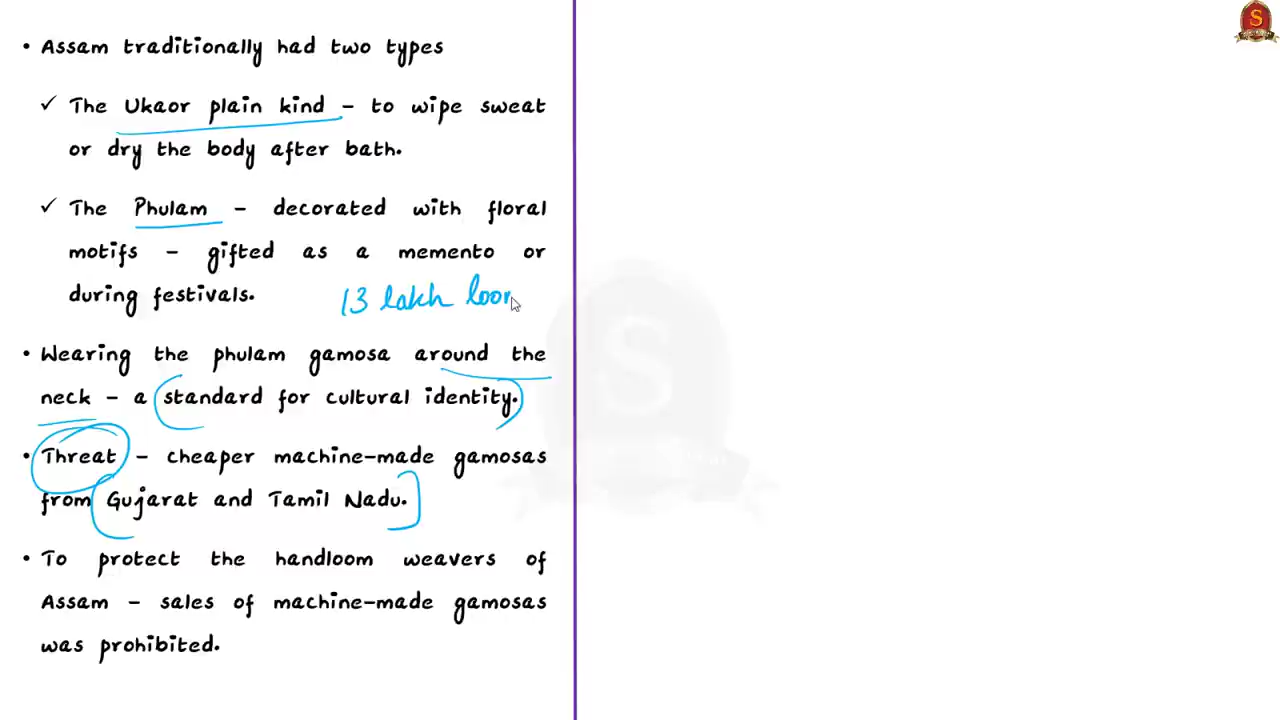 • Assam traditionally had two types
✓ The Ukaor plain kind - to wipe sweat
or dry the body after bath.
✓ The Phulam - decorated with floral
motifs - gifted as a memento or
during festivals.
13 lakh loon
• Wearing the phulam gamosa around the
neck - a standard for cultural identity.
• Threat - cheaper machine-made gamosas
from Gujarat and Tamil Nadu.
• To protect the handloom weavers of
Assam - sales of machine-made gamosas
was prohibited.
S